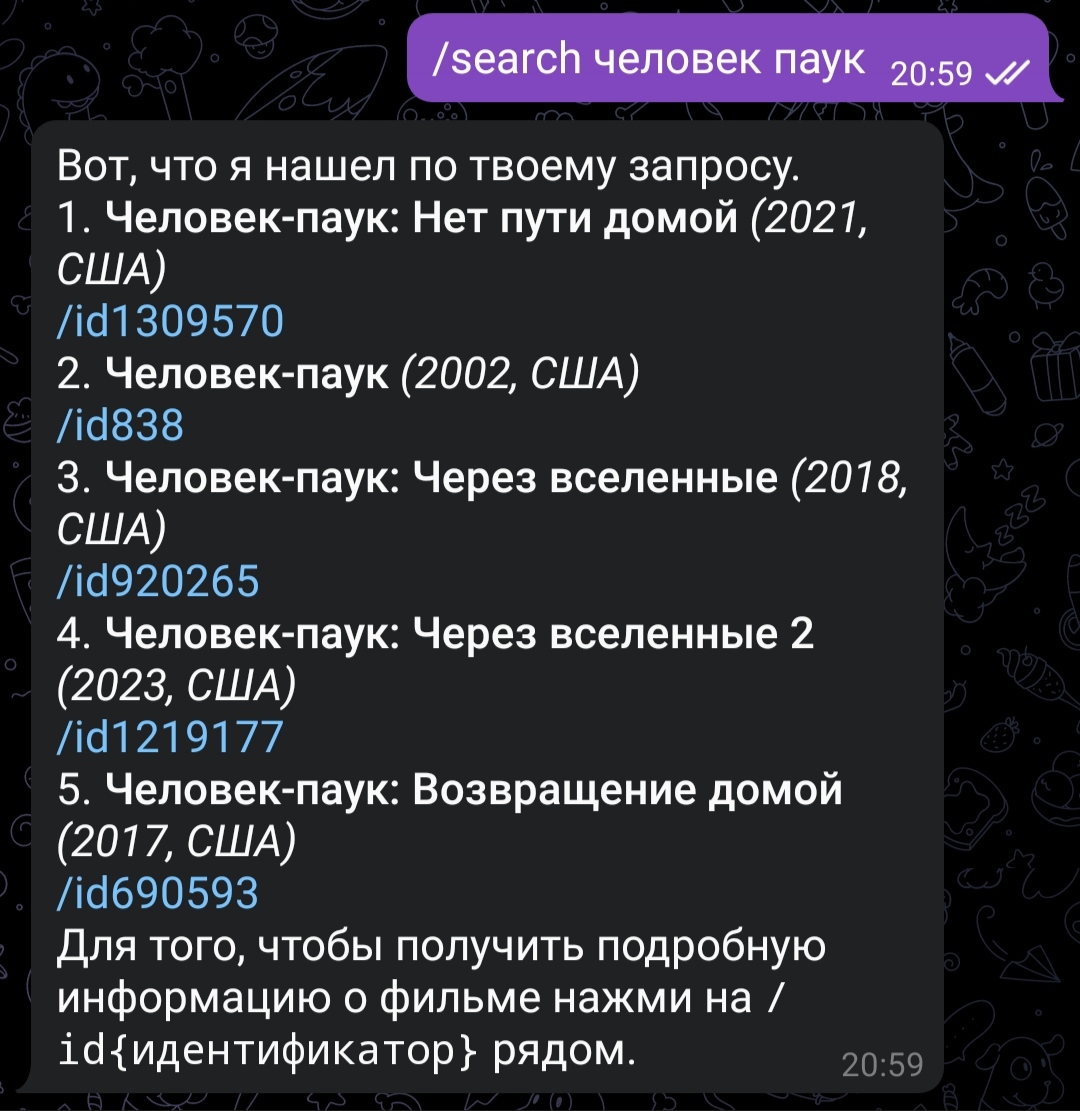 /search человек паук 20:59
Вот, что я нашел по твоему запросу.
1. Человек-паук: Нет пути домой (2021,
США)
/id1309570
2. Человек-паук (2002, США)
/id838
3. Человек-паук: Через вселенные (2018,
США)
/id920265
4. Человек-паук: Через вселенные 2
(2023, США)
/id1219177
5. Человек-паук: Возвращение домой
(2017, США)
/id690593
Для того, чтобы получить подробную
информацию о фильме нажми на /
id{идентификатор} рядом. 20:59